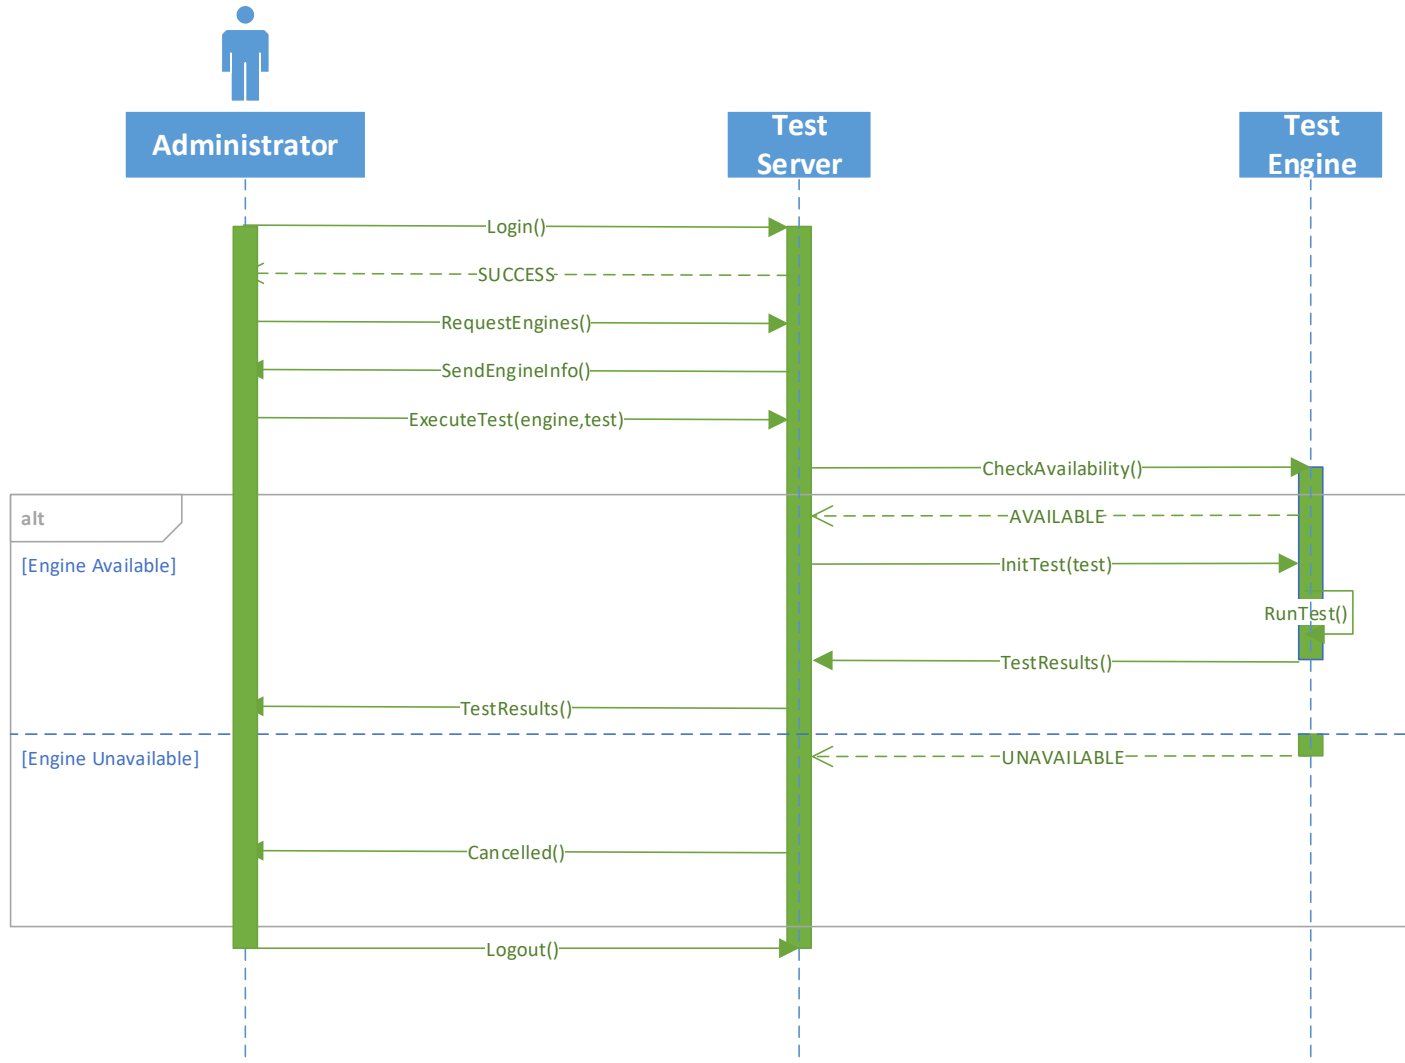 Administrator
Test
Server
Test
Engine
Login()
SUCCESS
RequestEngines()
SendEngineInfo()
ExecuteTest(engine,test)
CheckAvailability()
alt
AVAILABLE
[Engine Available]
InitTest(test)
RunTest()
TestResults()
TestResults()
[Engine Unavailable]
UNAVAILABLE
Cancelled()
Logout()